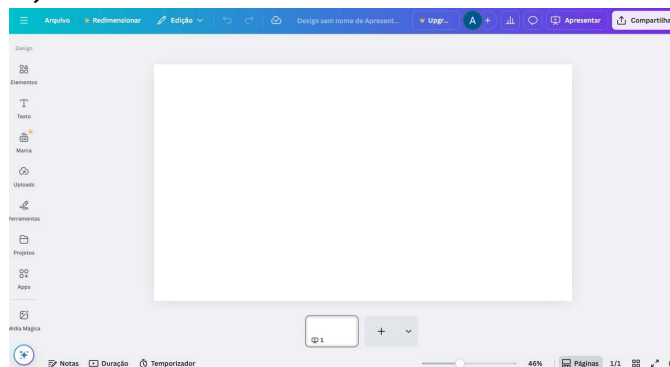 Arquivo Redimensionar Edição Design sem nome de Apresent... Upgr... A + Apresentar Compartilha
Design
Elementos
Texto
Marca
Uploads
Ferramentas
Projetos
Apps
Mídia Mágica
1 +
Notas Duração Temporizador 46% Páginas 1/1